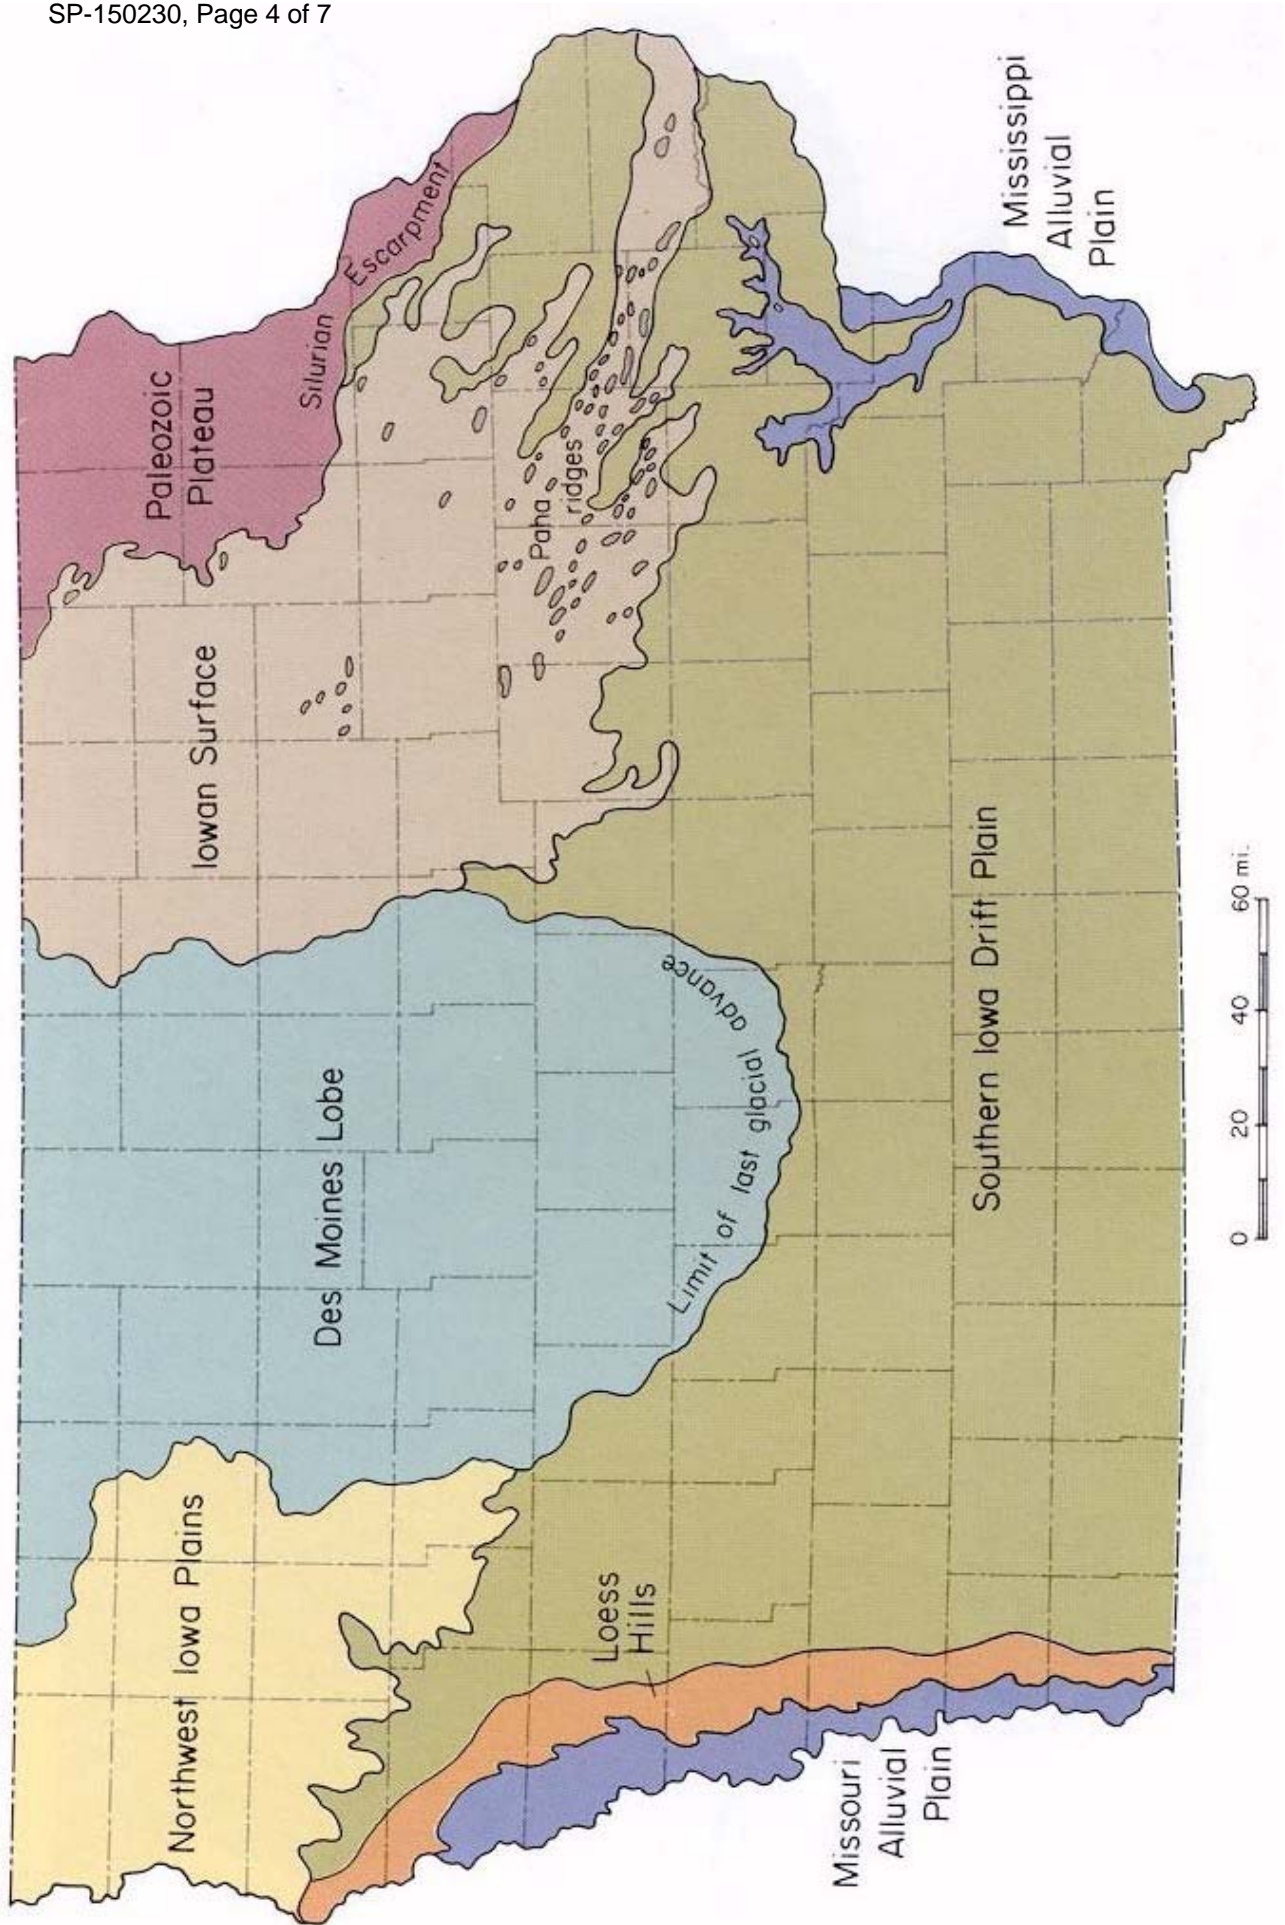 SP-150230, Page 4 of 7
Northwest Iowa Plains
Des Moines Lobe
Iowan Surface
Paleozoic
Plateau
Silurian
Escarpment
Paha
ridges
Limit of last glacial advance
Loess
Hills
Southern Iowa Drift Plain
Missouri
Alluvial
Plain
Mississippi
Alluvial
Plain
0 20 40 60 mi.